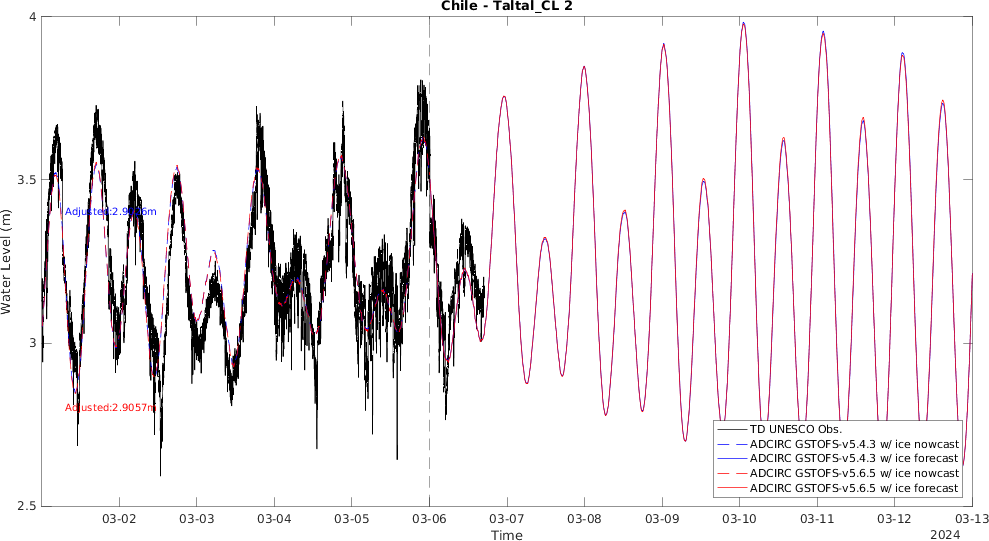 Chile - Taltal_CL 2
4
3.5
3
2.5
Water Level (m)
Adjusted:2.9057m
03-02
03-03
03-04
03-05
03-06
03-07
03-08
03-09
03-10
03-11
03-12
03-13
2024
Time
TD UNESCO Obs.
ADCIRC GSTOFS-v5.4.3 w/ ice nowcast
ADCIRC GSTOFS-v5.4.3 w/ ice forecast
ADCIRC GSTOFS-v5.6.5 w/ ice nowcast
ADCIRC GSTOFS-v5.6.5 w/ ice forecast